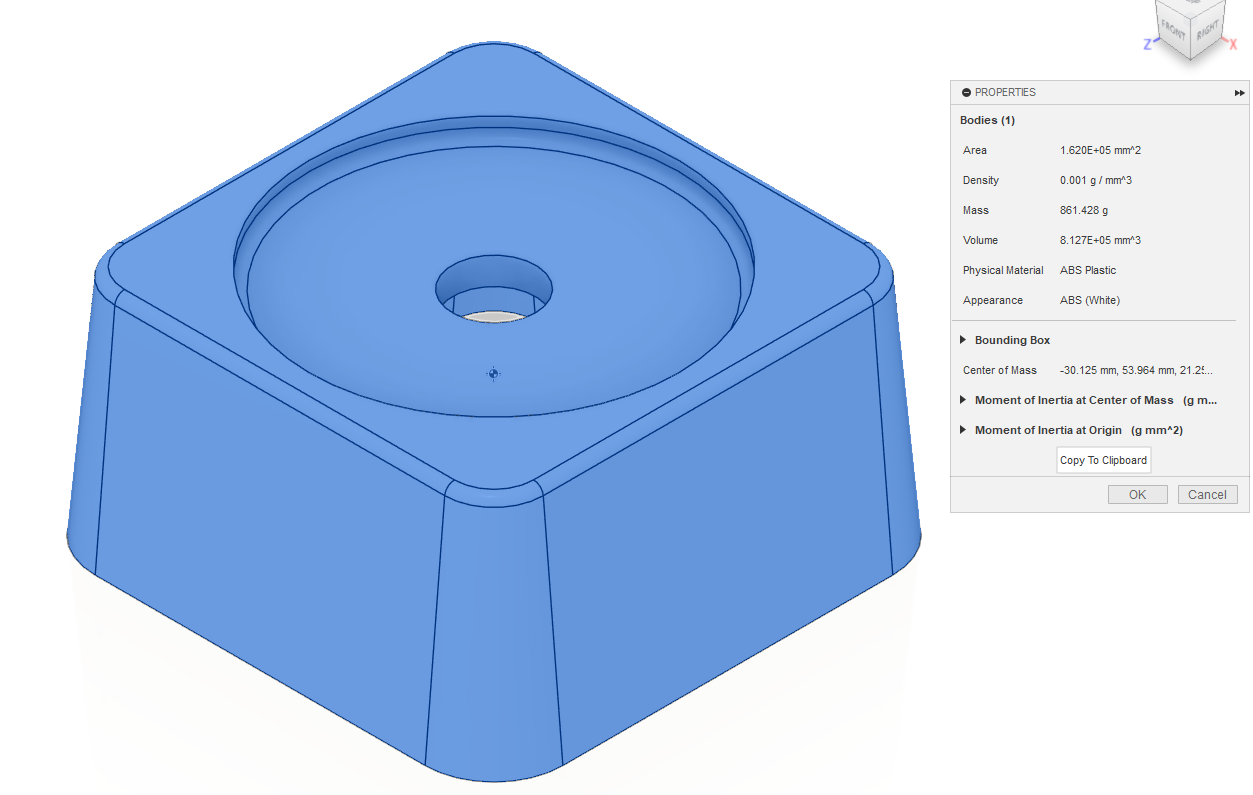 FRONT
RIGHT
Z
X
PROPERTIES
Bodies (1)
Area 1.620E+05 mm^2
Density 0.001 g / mm^3
Mass 861.428 g
Volume 8.127E+05 mm^3
Physical Material ABS Plastic
Appearance ABS (White)
Bounding Box
Center of Mass -30.125 mm, 53.964 mm, 21.2...
Moment of Inertia at Center of Mass (g m...
Moment of Inertia at Origin (g mm^2)
Copy To Clipboard
OK Cancel